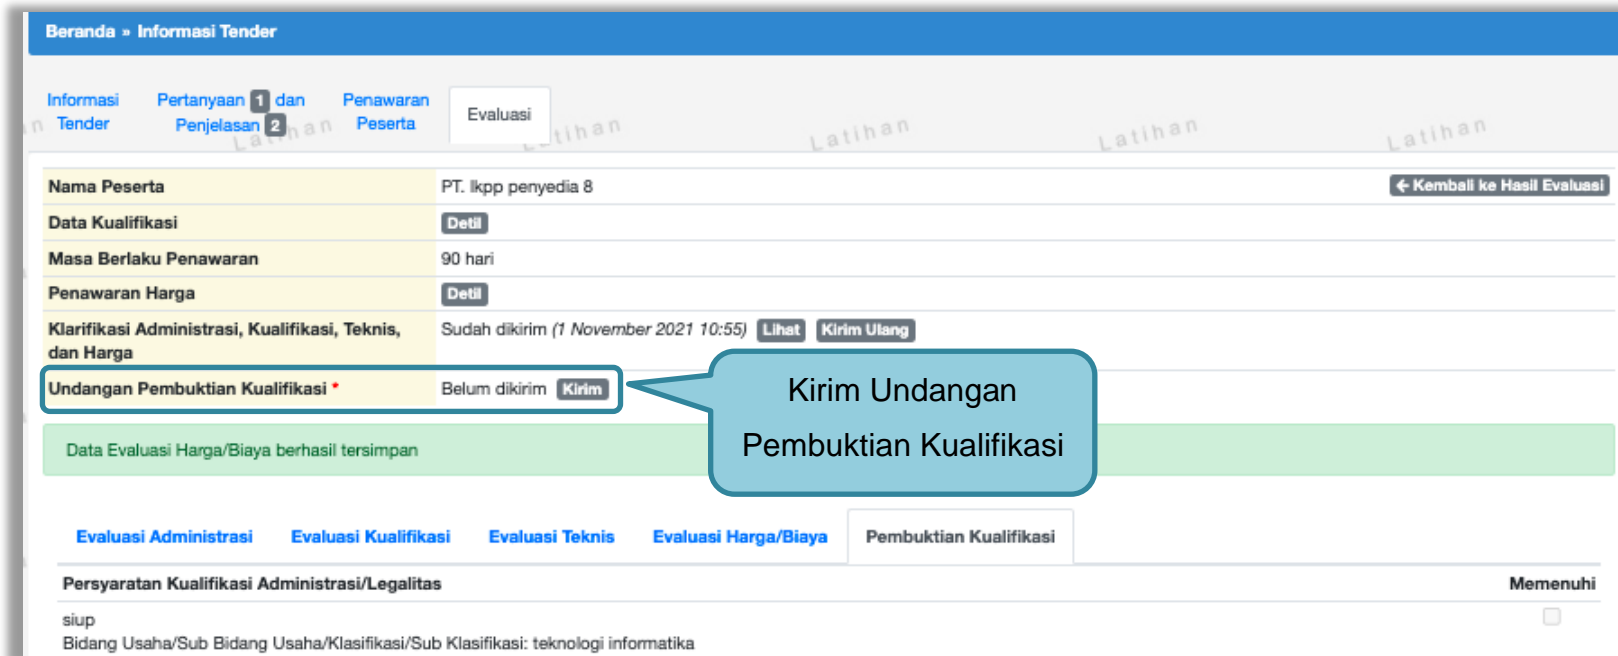 Beranda » Informasi Tender
Informasi Tender
Pertanyaan 1 dan Penjelasan 2
Penawaran Peserta
Evaluasi
Latihan Latihan Latihan Latihan Latihan
Nama Peserta PT. lkpp penyedia 8 ← Kembali ke Hasil Evaluasi
Data Kualifikasi Detil
Masa Berlaku Penawaran 90 hari
Penawaran Harga Detil
Klarifikasi Administrasi, Kualifikasi, Teknis, Sudah dikirim (1 November 2021 10:55) Lihat Kirim Ulang
dan Harga
Undangan Pembuktian Kualifikasi * Belum dikirim Kirim
Kirim Undangan
Pembuktian Kualifikasi
Data Evaluasi Harga/Biaya berhasil tersimpan
Evaluasi Administrasi Evaluasi Kualifikasi Evaluasi Teknis Evaluasi Harga/Biaya Pembuktian Kualifikasi
Persyaratan Kualifikasi Administrasi/Legalitas Memenuhi
siup
Bidang Usaha/Sub Bidang Usaha/Klasifikasi/Sub Klasifikasi: teknologi informatika